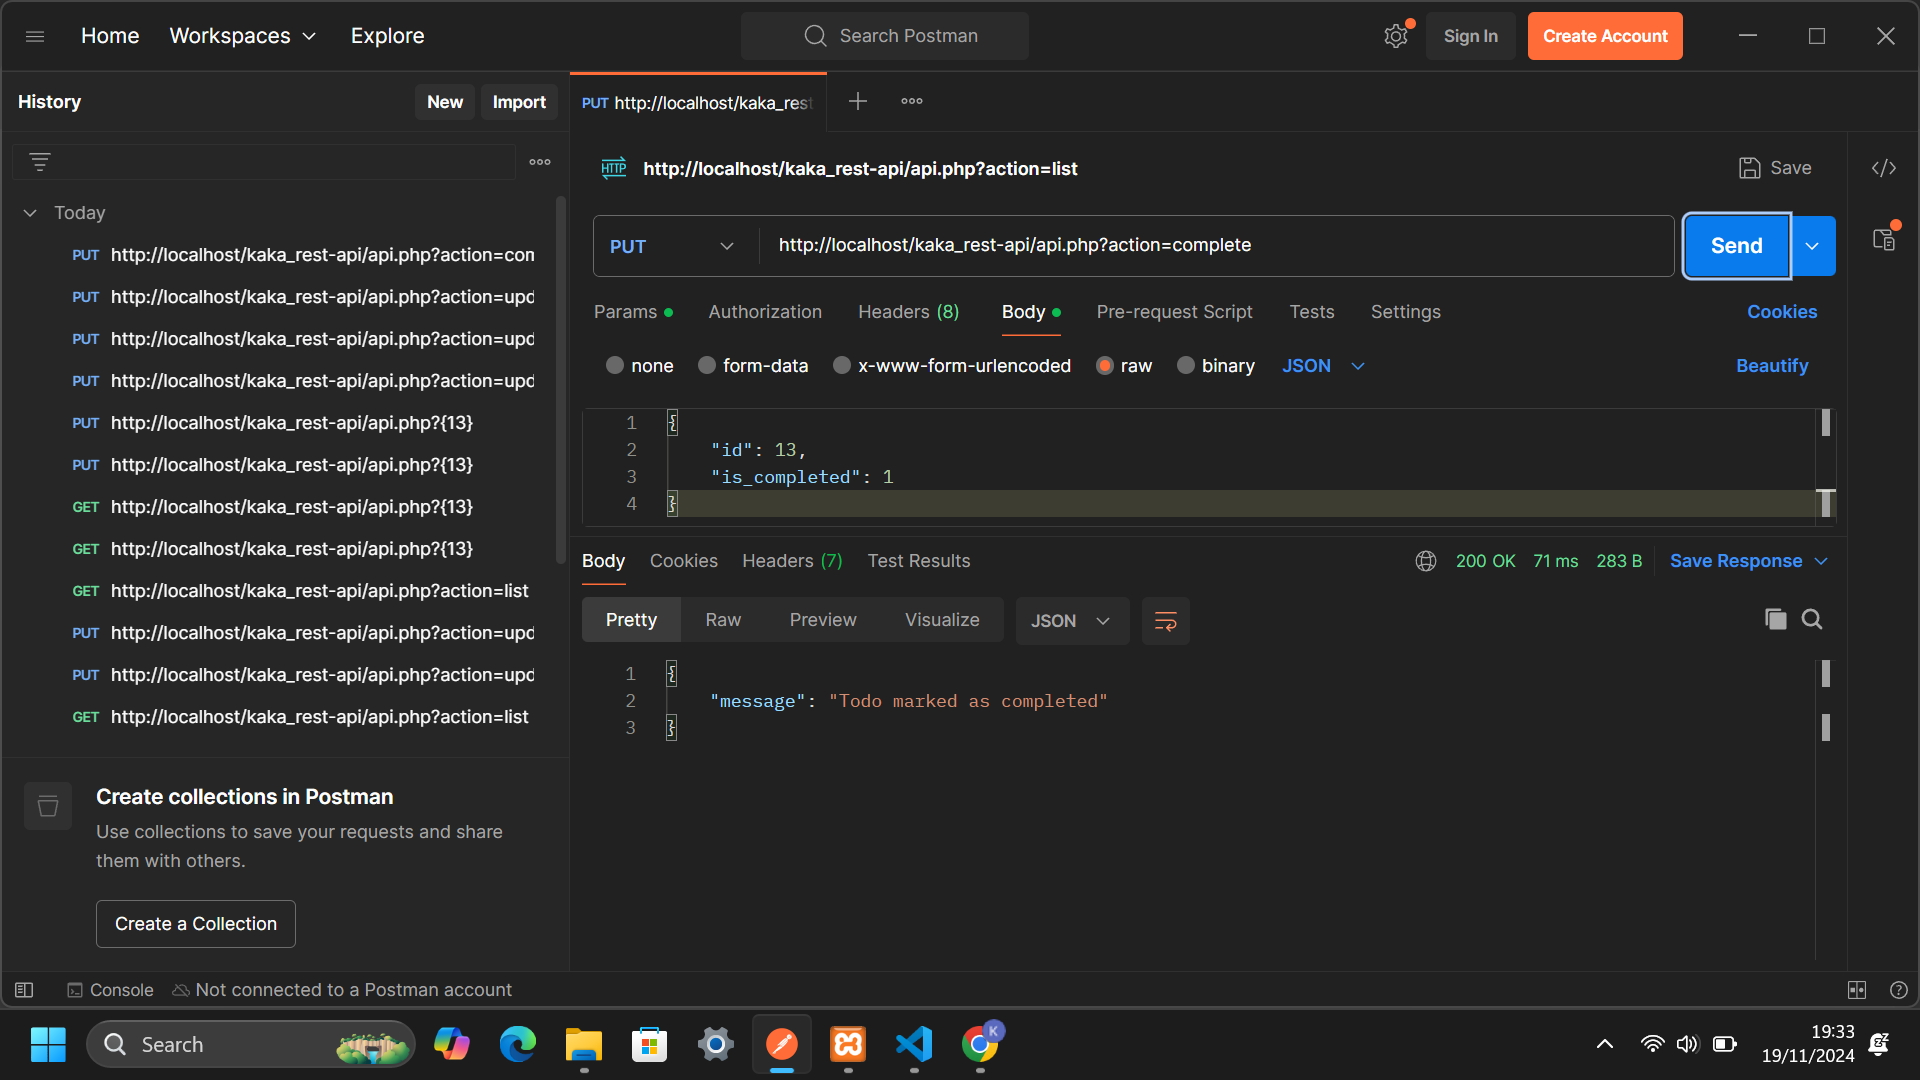 Home
Workspaces
Explore
Search Postman
Sign In
Create Account
History
New
Import
PUT http://localhost/kaka_rest
Today
PUT http://localhost/kaka_rest-api/api.php?action=com
PUT http://localhost/kaka_rest-api/api.php?action=upd
PUT http://localhost/kaka_rest-api/api.php?action=upd
PUT http://localhost/kaka_rest-api/api.php?action=upd
PUT http://localhost/kaka_rest-api/api.php?{13}
PUT http://localhost/kaka_rest-api/api.php?{13}
GET http://localhost/kaka_rest-api/api.php?{13}
GET http://localhost/kaka_rest-api/api.php?{13}
GET http://localhost/kaka_rest-api/api.php?action=list
PUT http://localhost/kaka_rest-api/api.php?action=upd
PUT http://localhost/kaka_rest-api/api.php?action=upd
GET http://localhost/kaka_rest-api/api.php?action=list
Create collections in Postman
Use collections to save your requests and share
them with others.
Create a Collection
HTTP http://localhost/kaka_rest-api/api.php?action=list
Save
</>
PUT
http://localhost/kaka_rest-api/api.php?action=complete
Send
Params
Authorization
Headers (8)
Body
Pre-request Script
Tests
Settings
Cookies
none
form-data
x-www-form-urlencoded
raw
binary
JSON
Beautify
1 {
2 "id": 13,
3 "is_completed": 1
4 }
Body
Cookies
Headers (7)
Test Results
200 OK
71 ms
283 B
Save Response
Pretty
Raw
Preview
Visualize
JSON
1 {
2 "message": "Todo marked as completed"
3 }
Console
Not connected to a Postman account
Search
K
19:33
19/11/2024